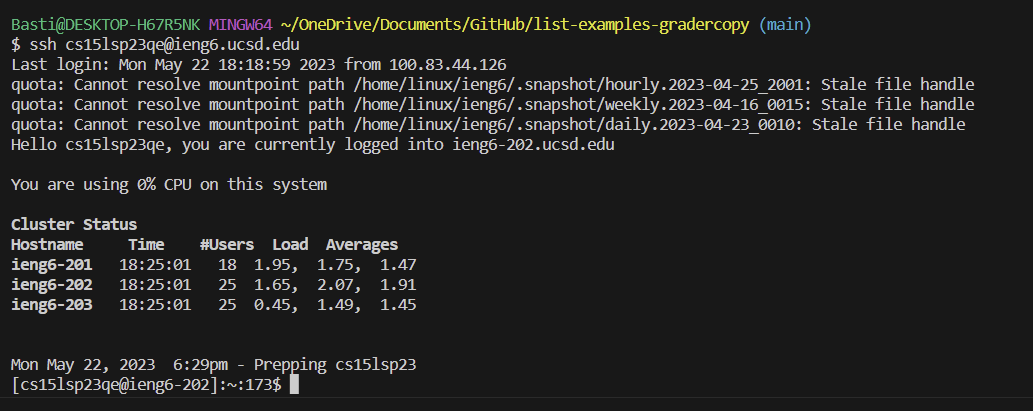 Basti@DESKTOP-H67R5NK MINGW64 ~/OneDrive/Documents/GitHub/list-examples-gradercopy (main)
$ ssh cs15lsp23qe@ieng6.ucsd.edu
Last login: Mon May 22 18:18:59 2023 from 100.83.44.126
quota: Cannot resolve mountpoint path /home/linux/ieng6/.snapshot/hourly.2023-04-25_2001: Stale file handle
quota: Cannot resolve mountpoint path /home/linux/ieng6/.snapshot/weekly.2023-04-16_0015: Stale file handle
quota: Cannot resolve mountpoint path /home/linux/ieng6/.snapshot/daily.2023-04-23_0010: Stale file handle
Hello cs15lsp23qe, you are currently logged into ieng6-202.ucsd.edu
You are using 0% CPU on this system
Cluster Status
Hostname Time #Users Load Averages
ieng6-201 18:25:01 18 1.95, 1.75, 1.47
ieng6-202 18:25:01 25 1.65, 2.07, 1.91
ieng6-203 18:25:01 25 0.45, 1.49, 1.45
Mon May 22, 2023 6:29pm - Prepping cs15lsp23
[cs15lsp23qe@ieng6-202]:~:173$